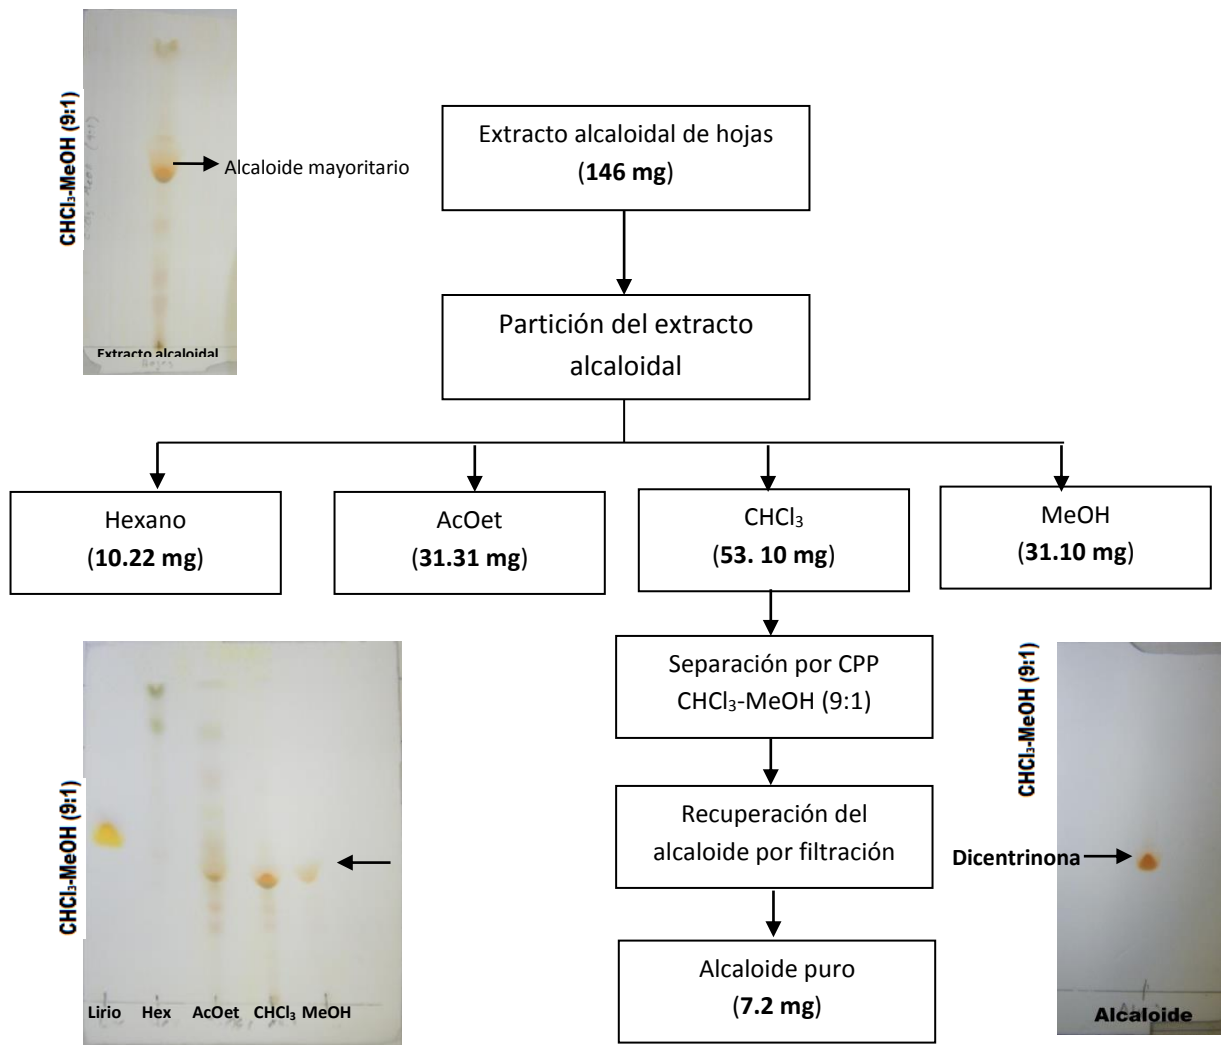 CHCl₃-MeOH (9:1)
Extracto alcaloidal
Alcaloide mayoritario
Extracto alcaloidal de hojas
(146 mg)
Partición del extracto
alcaloidal
Hexano
(10.22 mg)
AcOet
(31.31 mg)
CHCl₃
(53. 10 mg)
MeOH
(31.10 mg)
Separación por CPP
CHCl₃-MeOH (9:1)
Recuperación del
alcaloide por filtración
Alcaloide puro
(7.2 mg)
CHCl₃-MeOH (9:1)
Lirio Hex AcOet CHCl₃ MeOH
CHCl₃-MeOH (9:1)
Dicentrinona
Alcaloide